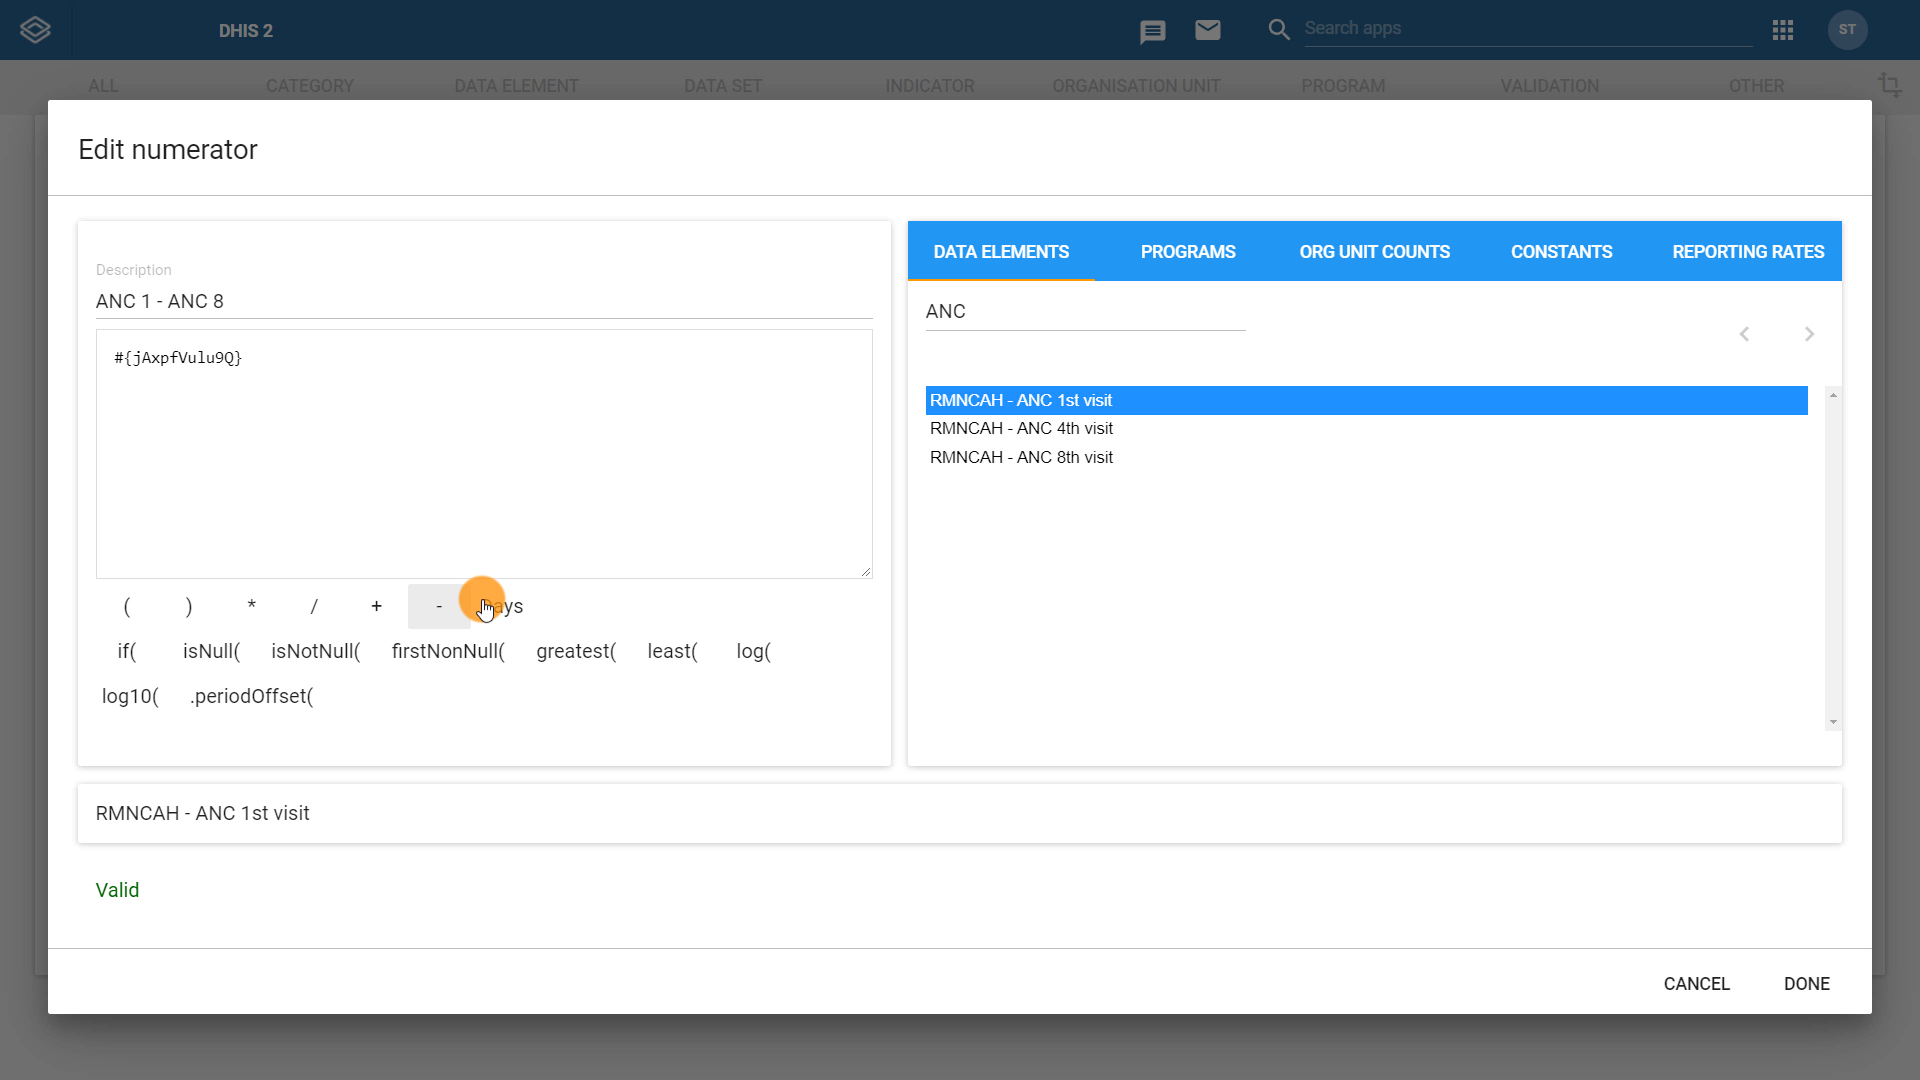 DHIS 2
Search apps
ST
ALL CATEGORY DATA ELEMENT DATA SET INDICATOR ORGANISATION UNIT PROGRAM VALIDATION OTHER
Edit numerator
Description
ANC 1 - ANC 8
#{jAxpfVulu9Q}
( ) * / + - ays
if( isNull( isNotNull( firstNonNull( greatest( least( log(
log10( .periodOffset(
DATA ELEMENTS PROGRAMS ORG UNIT COUNTS CONSTANTS REPORTING RATES
ANC
RMNCAH - ANC 1st visit
RMNCAH - ANC 4th visit
RMNCAH - ANC 8th visit
RMNCAH - ANC 1st visit
Valid
CANCEL DONE